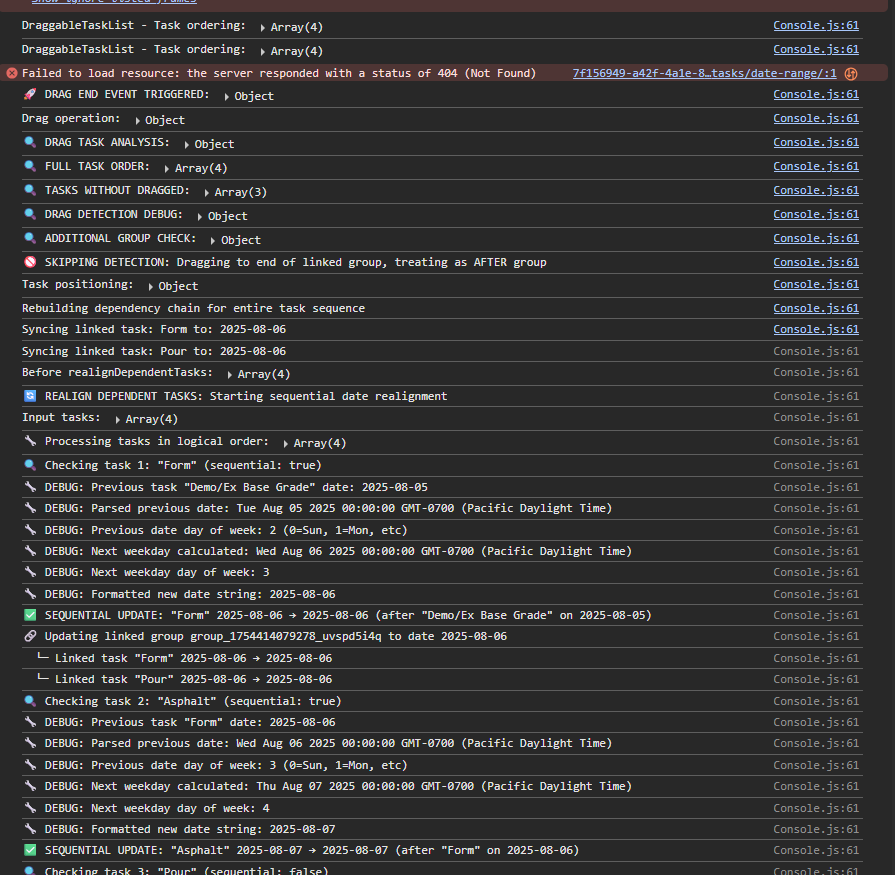 Show ignore-listed frames
DraggableTaskList - Task ordering: ▶ Array(4) Console.js:61
DraggableTaskList - Task ordering: ▶ Array(4) Console.js:61
Failed to load resource: the server responded with a status of 404 (Not Found) 7f156949-a42f-4a1e-8…tasks/date-range/:1
🚀 DRAG END EVENT TRIGGERED: ▶ Object Console.js:61
Drag operation: ▶ Object Console.js:61
🔍 DRAG TASK ANALYSIS: ▶ Object Console.js:61
🔍 FULL TASK ORDER: ▶ Array(4) Console.js:61
🔍 TASKS WITHOUT DRAGGED: ▶ Array(3) Console.js:61
🔍 DRAG DETECTION DEBUG: ▶ Object Console.js:61
🔍 ADDITIONAL GROUP CHECK: ▶ Object Console.js:61
🚫 SKIPPING DETECTION: Dragging to end of linked group, treating as AFTER group Console.js:61
Task positioning: ▶ Object Console.js:61
Rebuilding dependency chain for entire task sequence Console.js:61
Syncing linked task: Form to: 2025-08-06 Console.js:61
Syncing linked task: Pour to: 2025-08-06 Console.js:61
Before realignDependentTasks: ▶ Array(4) Console.js:61
🔄 REALIGN DEPENDENT TASKS: Starting sequential date realignment Console.js:61
Input tasks: ▶ Array(4) Console.js:61
🔧 Processing tasks in logical order: ▶ Array(4) Console.js:61
🔍 Checking task 1: "Form" (sequential: true) Console.js:61
🔧 DEBUG: Previous task "Demo/Ex Base Grade" date: 2025-08-05 Console.js:61
🔧 DEBUG: Parsed previous date: Tue Aug 05 2025 00:00:00 GMT-0700 (Pacific Daylight Time) Console.js:61
🔧 DEBUG: Previous date day of week: 2 (0=Sun, 1=Mon, etc) Console.js:61
🔧 DEBUG: Next weekday calculated: Wed Aug 06 2025 00:00:00 GMT-0700 (Pacific Daylight Time) Console.js:61
🔧 DEBUG: Next weekday day of week: 3 Console.js:61
🔧 DEBUG: Formatted new date string: 2025-08-06 Console.js:61
✅ SEQUENTIAL UPDATE: "Form" 2025-08-06 → 2025-08-06 (after "Demo/Ex Base Grade" on 2025-08-05) Console.js:61
🔗 Updating linked group group_1754414079278_uvspd5i4q to date 2025-08-06 Console.js:61
└─ Linked task "Form" 2025-08-06 → 2025-08-06 Console.js:61
└─ Linked task "Pour" 2025-08-06 → 2025-08-06 Console.js:61
🔍 Checking task 2: "Asphalt" (sequential: true) Console.js:61
🔧 DEBUG: Previous task "Form" date: 2025-08-06 Console.js:61
🔧 DEBUG: Parsed previous date: Wed Aug 06 2025 00:00:00 GMT-0700 (Pacific Daylight Time) Console.js:61
🔧 DEBUG: Previous date day of week: 3 (0=Sun, 1=Mon, etc) Console.js:61
🔧 DEBUG: Next weekday calculated: Thu Aug 07 2025 00:00:00 GMT-0700 (Pacific Daylight Time) Console.js:61
🔧 DEBUG: Next weekday day of week: 4 Console.js:61
🔧 DEBUG: Formatted new date string: 2025-08-07 Console.js:61
✅ SEQUENTIAL UPDATE: "Asphalt" 2025-08-07 → 2025-08-07 (after "Form" on 2025-08-06) Console.js:61
🔍 Checking task 3: "Pour" (sequential: false) Console.js:61